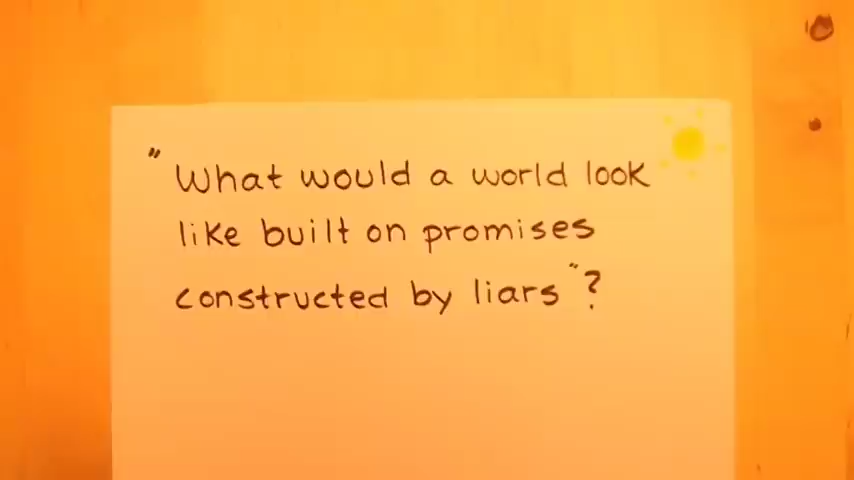 "What would a world look
like built on promises
constructed by liars"?